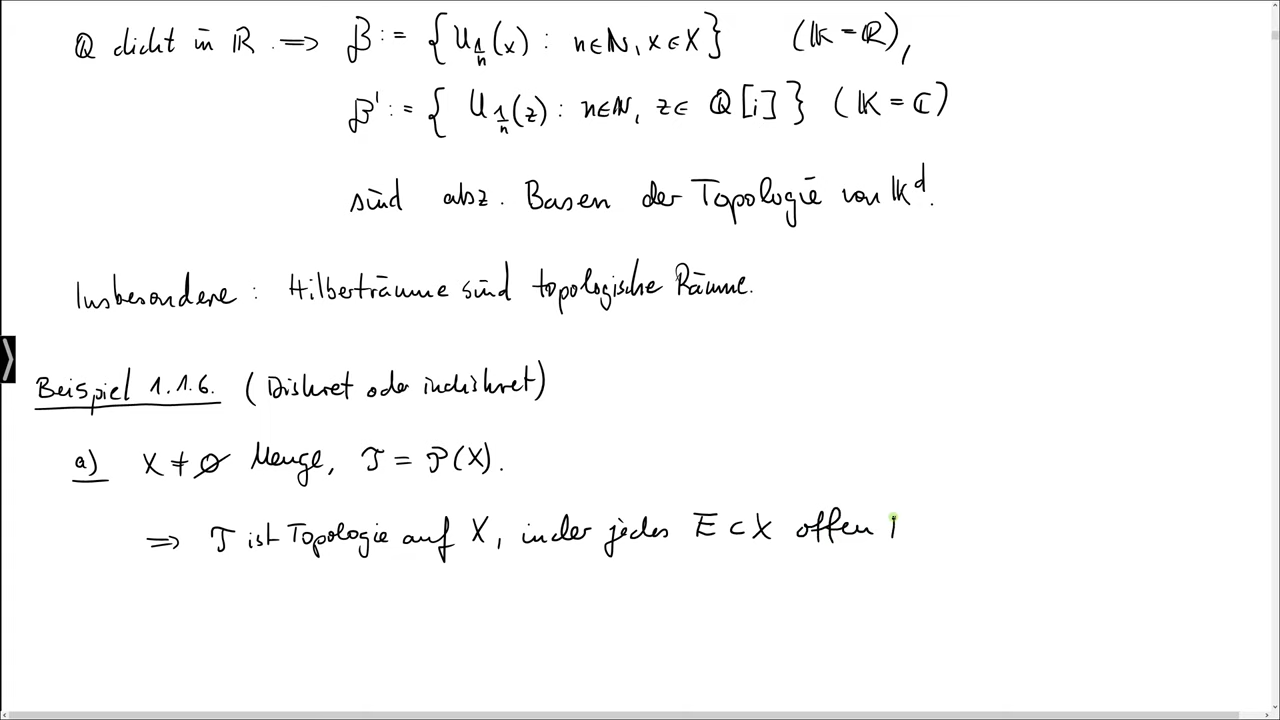 ℚ dicht in ℝ. ⟹ 𝓑 := { U_{1/n}(x) : n∈ℕ, x∈X } (𝕂 = ℝ),
𝓑' := { U_{1/n}(z) : n∈ℕ, z∈ ℚ[i] } (𝕂 = ℂ)
sind abz. Basen der Topologie von 𝕂^d.
Insbesondere : Hilberträume sind topologische Räume.
Beispiel 1.1.6. (Diskret oder indiskret)
a) X ≠ ∅ Menge, 𝒯 = 𝒫(X).
⟹ 𝒯 ist Topologie auf X, in der jedes E ⊂ X offen i